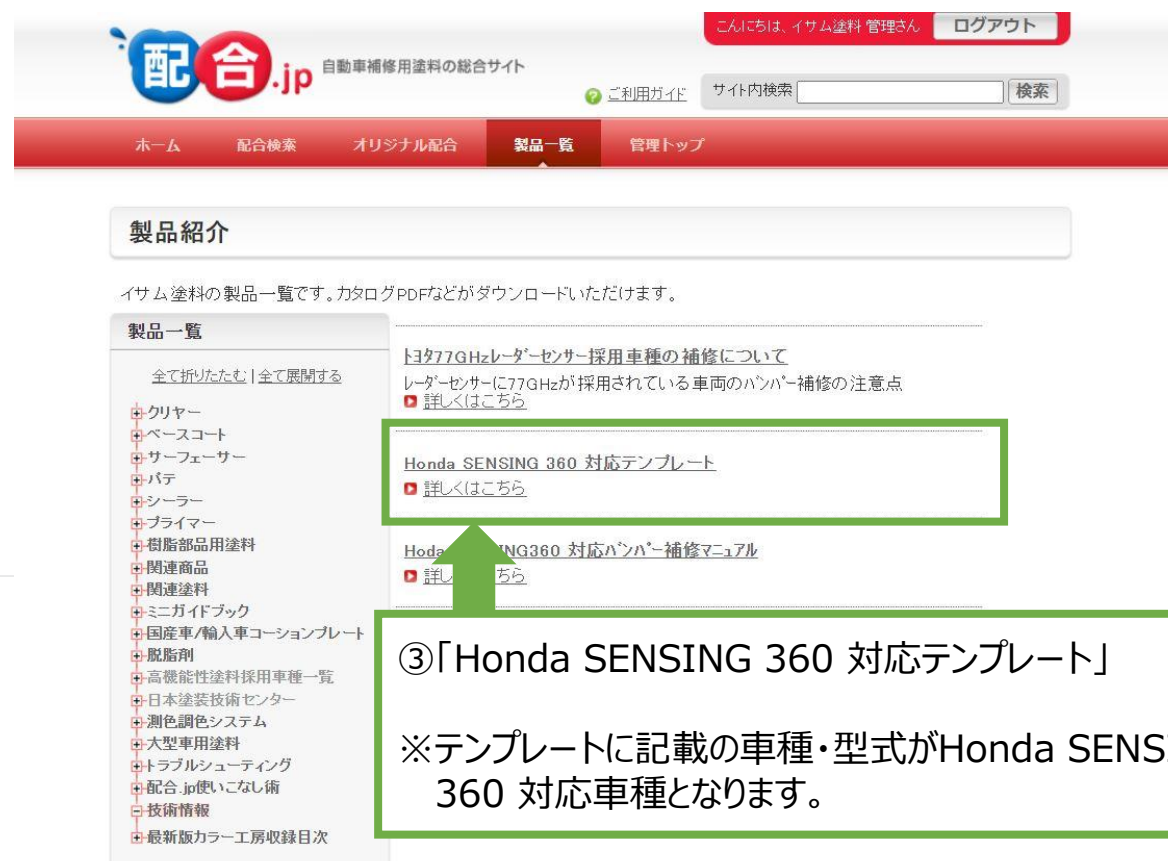 こんにちは、イサム塗料 管理さん ログアウト
配合.jp 自動車補修用塗料の総合サイト
ご利用ガイド サイト内検索 検索
ホーム 配合検索 オリジナル配合 製品一覧 管理トップ
製品紹介
イサム塗料の製品一覧です。カタログPDFなどがダウンロードいただけます。
製品一覧
全て折りたたむ | 全て展開する
クリヤー
ベースコート
サーフェーサー
パテ
シーラー
プライマー
樹脂部品用塗料
関連商品
関連塗料
ミニガイドブック
国産車/輸入車コーションプレート
脱脂剤
高機能性塗料採用車種一覧
日本塗装技術センター
測色調色システム
大型車用塗料
トラブルシューティング
配合.jp使いこなし術
技術情報
最新版カラー工房収録目次
ﾄﾖﾀ77GHzﾚｰﾀﾞｰｾﾝｻｰ採用車種の補修について
ﾚｰﾀﾞｰｾﾝｻｰに77GHzが採用されている車両のﾊﾞﾝﾊﾟｰ補修の注意点
詳しくはこちら
Honda SENSING 360 対応テンプレート
詳しくはこちら
Hoda NG360 対応ﾊﾞﾝﾊﾟｰ補修ﾏﾆｭｱﾙ
詳し ちら
③「Honda SENSING 360 対応テンプレート」
※テンプレートに記載の車種・型式がHonda SENSI
360 対応車種となります。